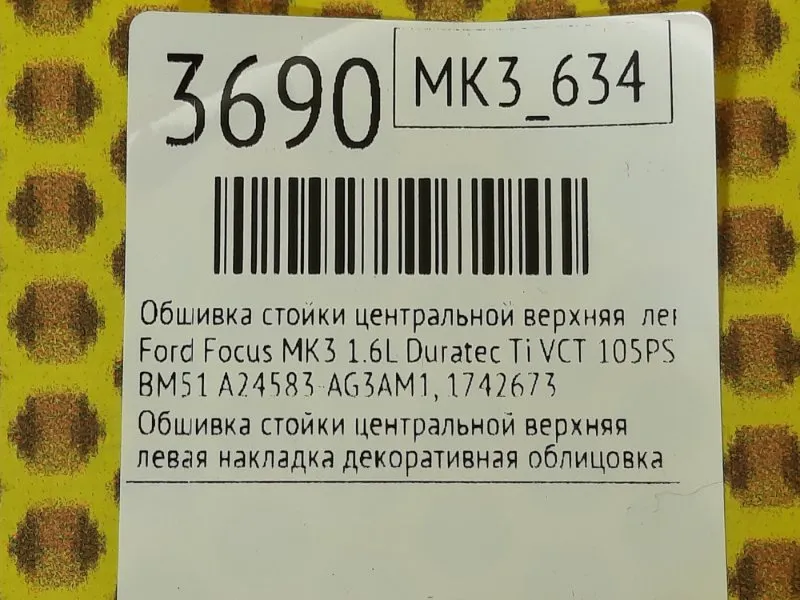 3690
MK3_634
Обшивка стойки центральной верхняя
Ford Focus MK3 1.6L Duratec Ti VCT 105PS
BM51 A24583-AG3AM1, 1742673
Обшивка стойки центральной верхняя
левая накладка декоративная облицовка